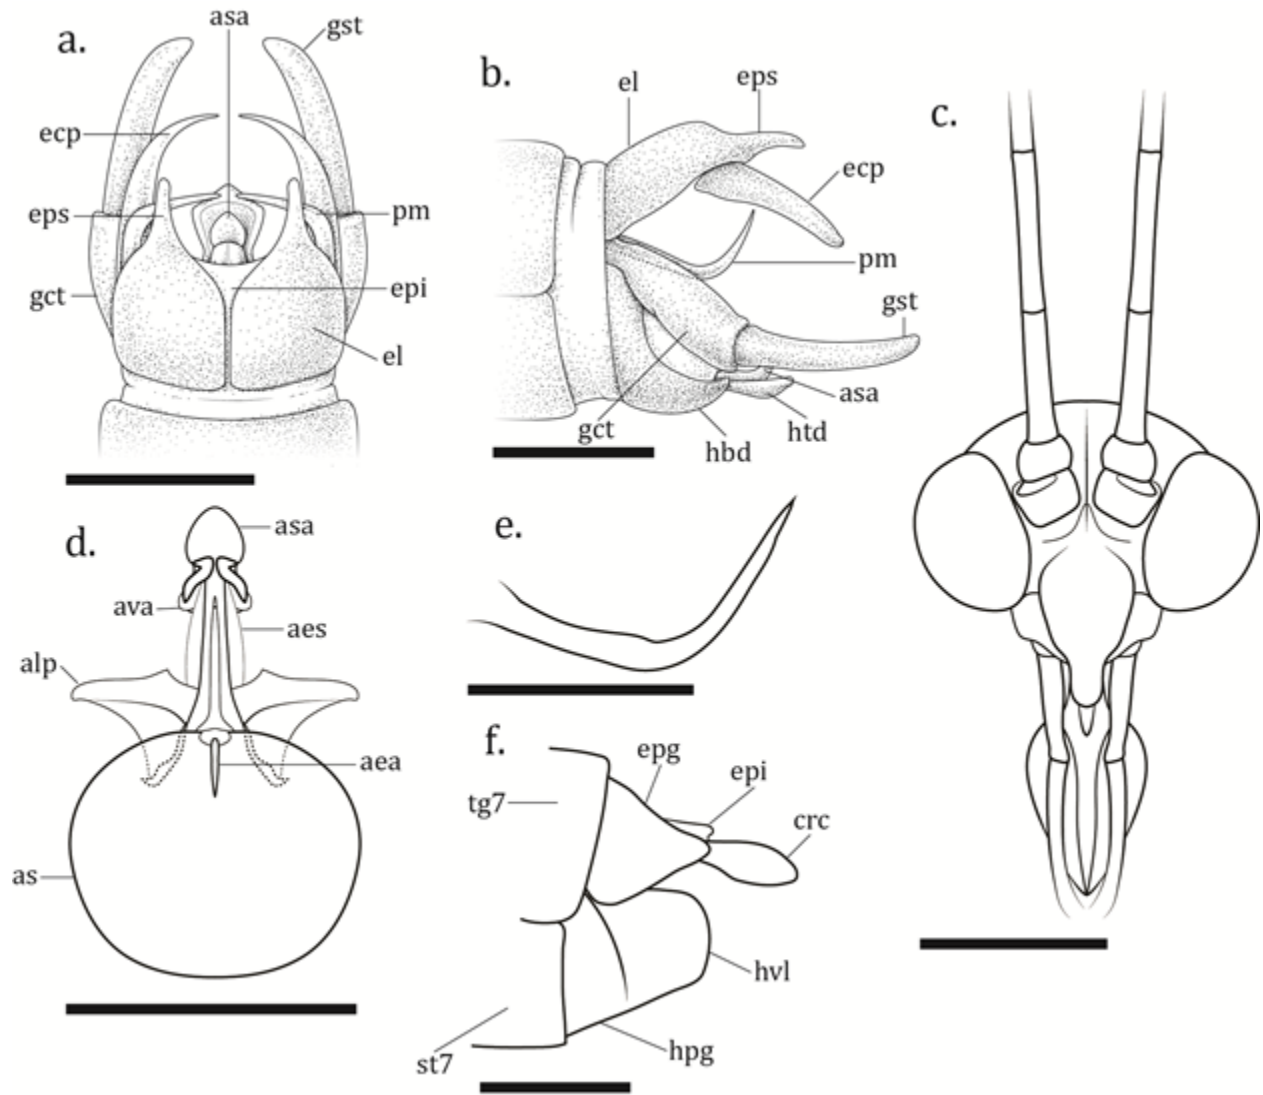 a.
asa
gst
ecp
eps
pm
gct
epi
el
b.
el
eps
ecp
pm
gst
asa
gct
htd
hbd
c.
d.
asa
ava
aes
alp
aea
as
e.
f.
epg
epi
tg7
crc
hvl
hpg
st7